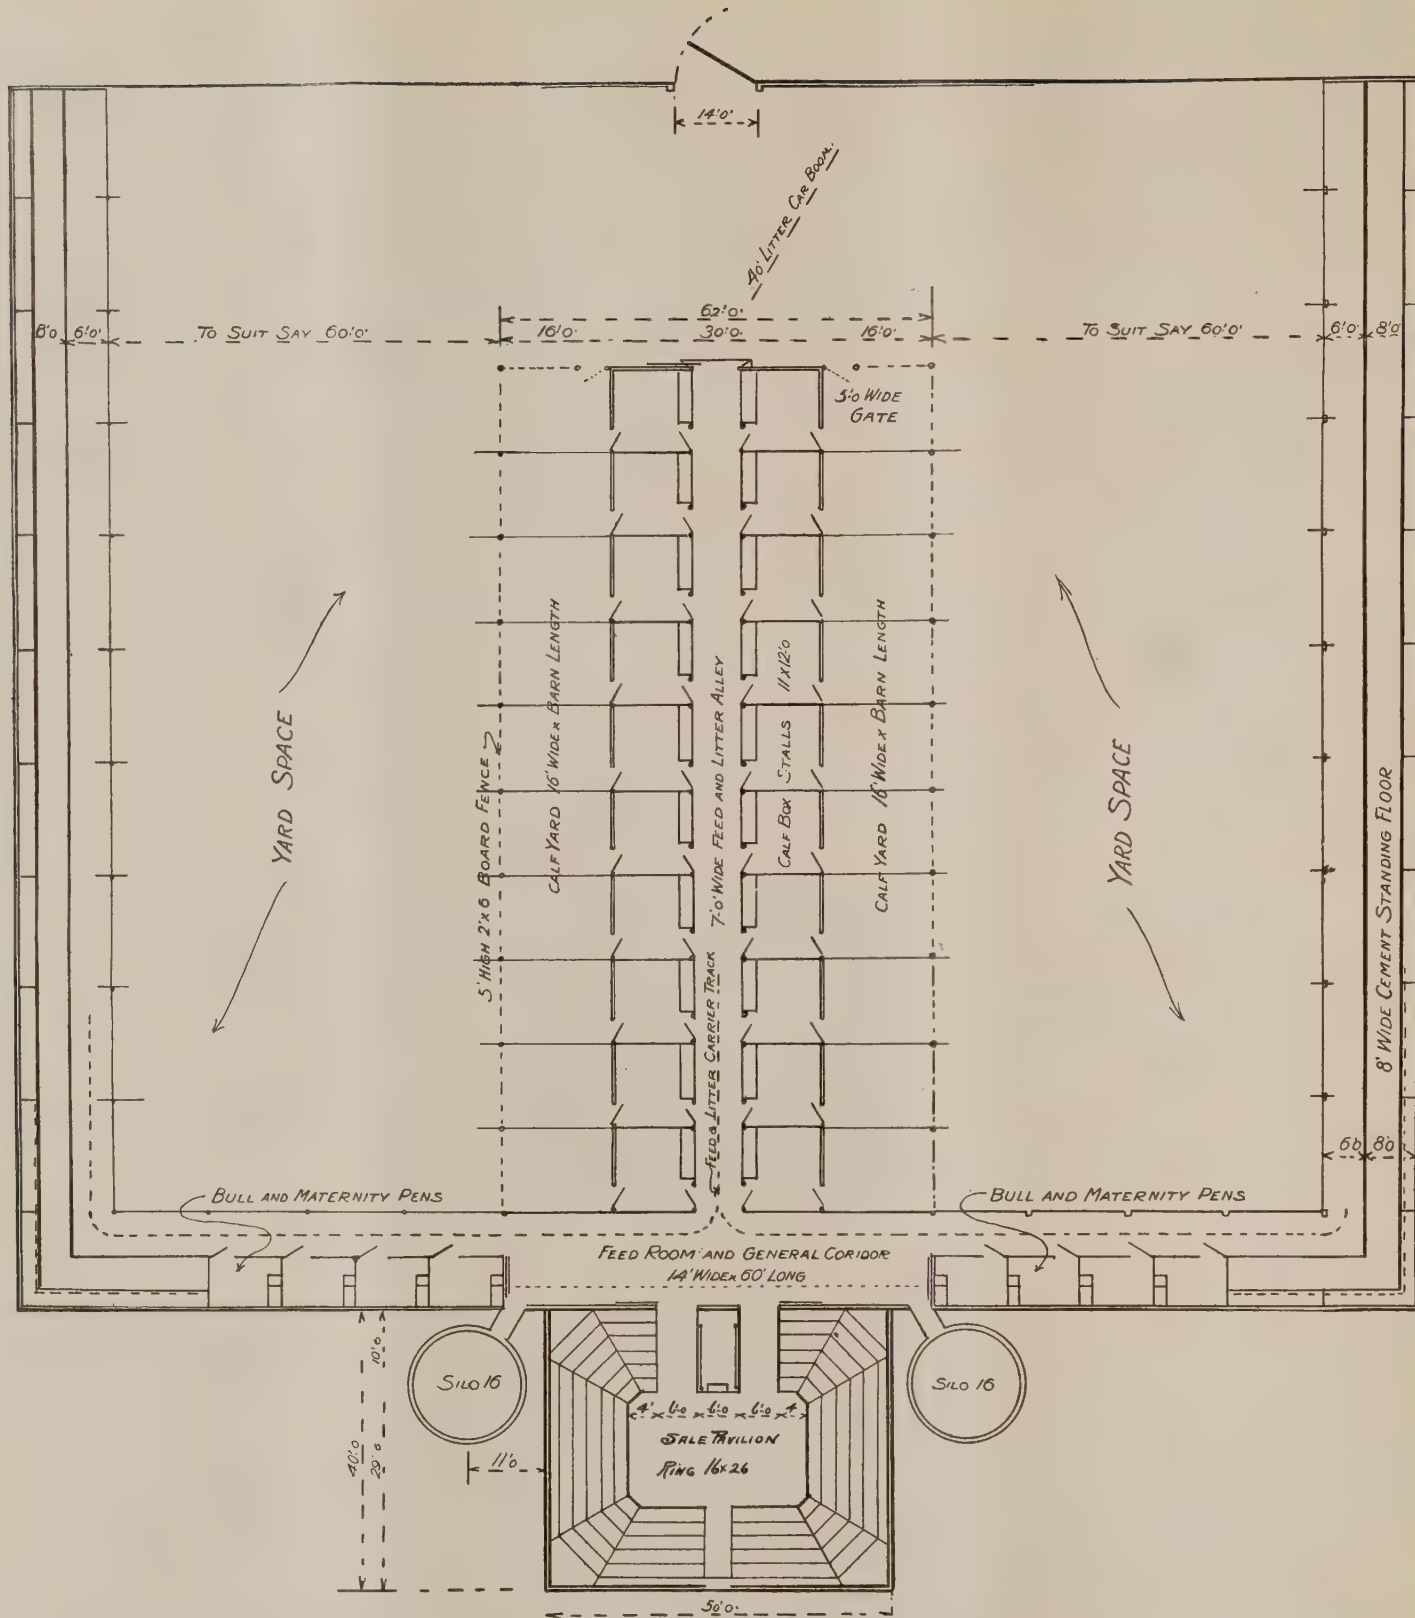 14'0"
40' LITTER CAR BOOM.
62'0"
8'0 6'0" TO SUIT SAY 60'0" 16'0" 30'0" 16'0" TO SUIT SAY 60'0" 6'0" 8'0"
5'0 WIDE
GATE
YARD SPACE
5' HIGH 2"x 6 BOARD FENCE
CALF YARD 16' WIDE x BARN LENGTH
7'-0" WIDE FEED AND LITTER ALLEY
FEED & LITTER CARRIER TRACK
CALF BOX STALLS 11 x 12'-0
CALF YARD 16' WIDE x BARN LENGTH
YARD SPACE
8' WIDE CEMENT STANDING FLOOR
6'0 8'0
BULL AND MATERNITY PENS
BULL AND MATERNITY PENS
FEED ROOM AND GENERAL CORIDOR
14' WIDE x 60' LONG
SILO 16
SILO 16
10'0
40'0
29'0
11'0
4' 6'0 6'0 6'0 4
SALE PAVILION
RING 16x26
50'0"